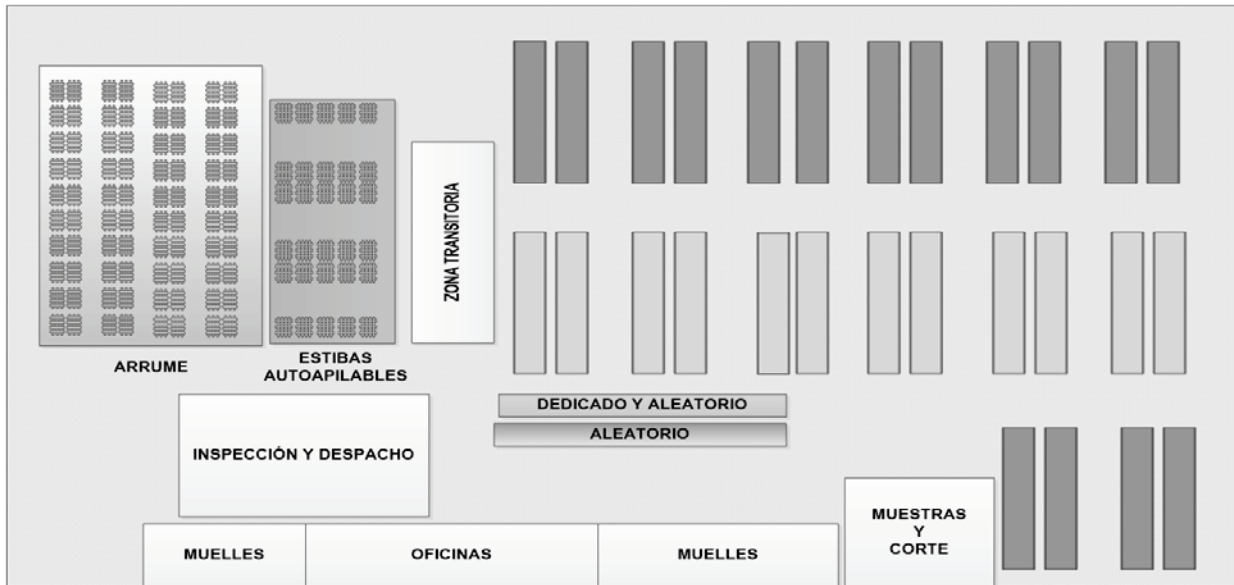 ZONA TRANSITORIA
ARRUME
ESTIBAS
AUTOAPILABLES
DEDICADO Y ALEATORIO
ALEATORIO
INSPECCIÓN Y DESPACHO
MUESTRAS
Y
CORTE
MUELLES
OFICINAS
MUELLES